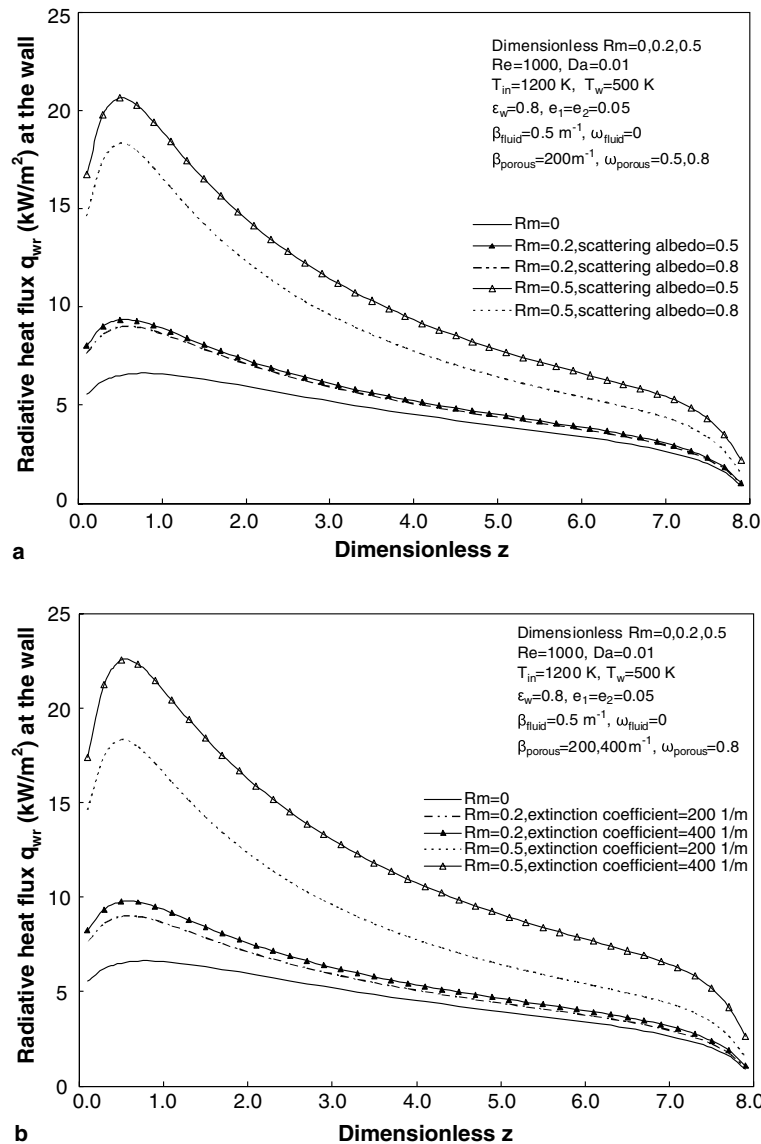 25
20
15
10
5
0
Radiative heat flux q_wr (kW/m²) at the wall
Dimensionless Rm=0,0.2,0.5
Re=1000, Da=0.01
T_in=1200 K, T_w=500 K
ε_w=0.8, e₁=e₂=0.05
β_fluid=0.5 m⁻¹, ω_fluid=0
β_porous=200m⁻¹, ω_porous=0.5,0.8
Rm=0
Rm=0.2,scattering albedo=0.5
Rm=0.2,scattering albedo=0.8
Rm=0.5,scattering albedo=0.5
Rm=0.5,scattering albedo=0.8
0.0 1.0 2.0 3.0 4.0 5.0 6.0 7.0 8.0
Dimensionless z
a
25
20
15
10
5
0
Radiative heat flux q_wr (kW/m²) at the wall
Dimensionless Rm=0,0.2,0.5
Re=1000, Da=0.01
T_in=1200 K, T_w=500 K
ε_w=0.8, e₁=e₂=0.05
β_fluid=0.5 m⁻¹, ω_fluid=0
β_porous=200,400m⁻¹, ω_porous=0.8
Rm=0
Rm=0.2,extinction coefficient=200 1/m
Rm=0.2,extinction coefficient=400 1/m
Rm=0.5,extinction coefficient=200 1/m
Rm=0.5,extinction coefficient=400 1/m
0.0 1.0 2.0 3.0 4.0 5.0 6.0 7.0 8.0
Dimensionless z
b